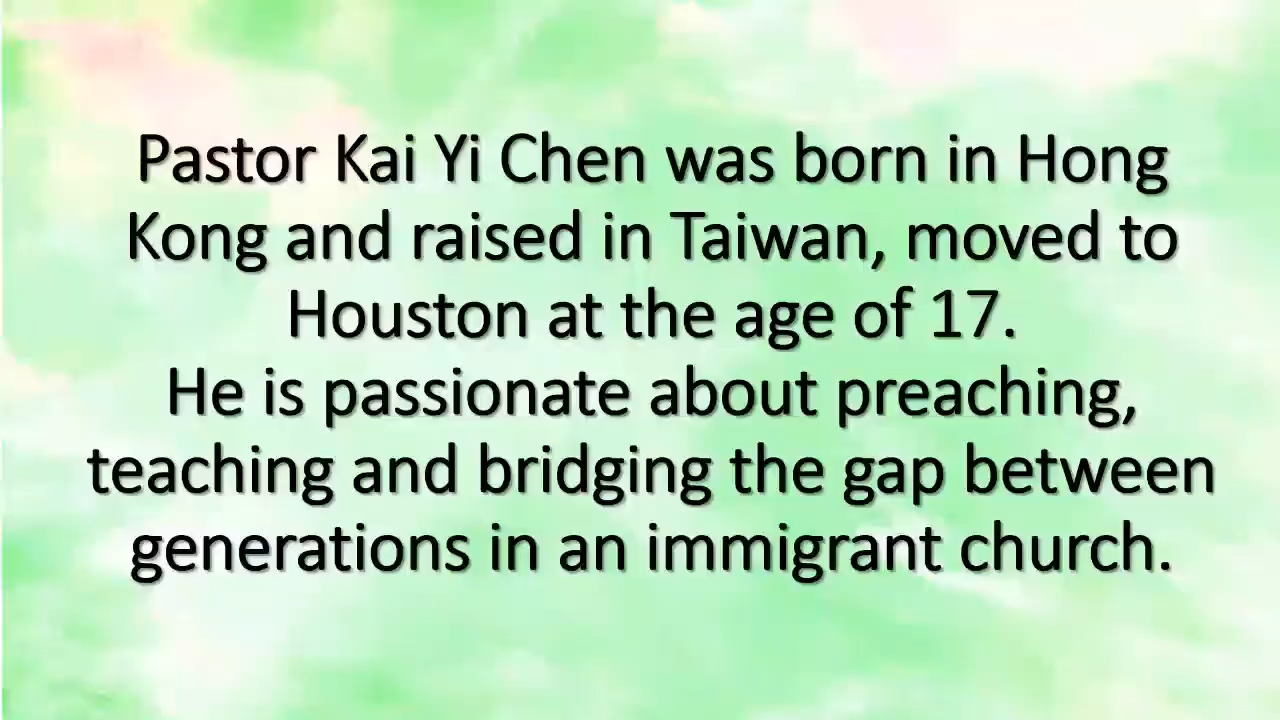 Pastor Kai Yi Chen was born in Hong
Kong and raised in Taiwan, moved to
Houston at the age of 17.
He is passionate about preaching,
teaching and bridging the gap between
generations in an immigrant church.